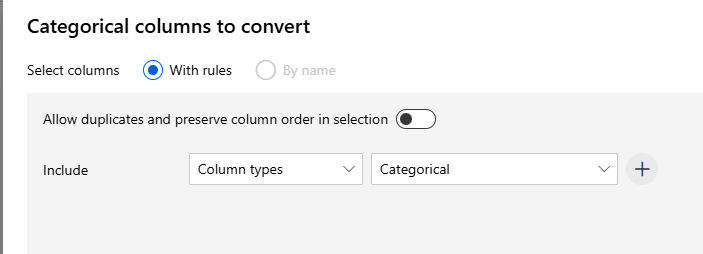 Categorical columns to convert
Select columns With rules By name
Allow duplicates and preserve column order in selection
Include Column types Categorical